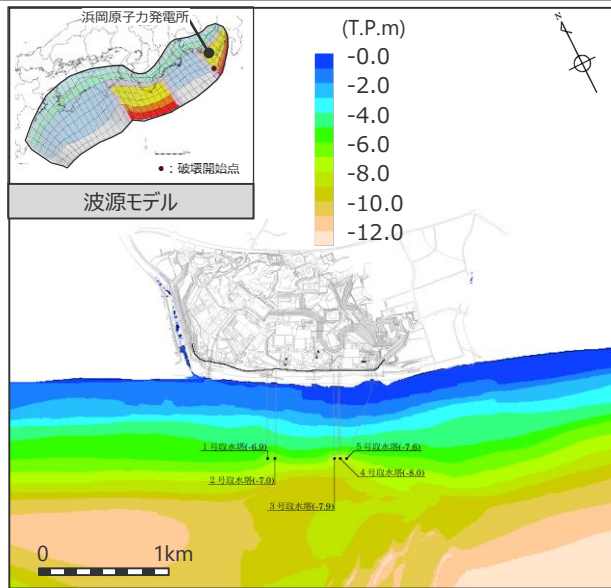 浜岡原子力発電所
●：破壊開始点
波源モデル
(T.P.m)
-0.0
-2.0
-4.0
-6.0
-8.0
-10.0
-12.0
N
1号取水塔(-6.9)
5号取水塔(-7.6)
2号取水塔(-7.0)
4号取水塔(-8.0)
3号取水塔(-7.9)
0 1km